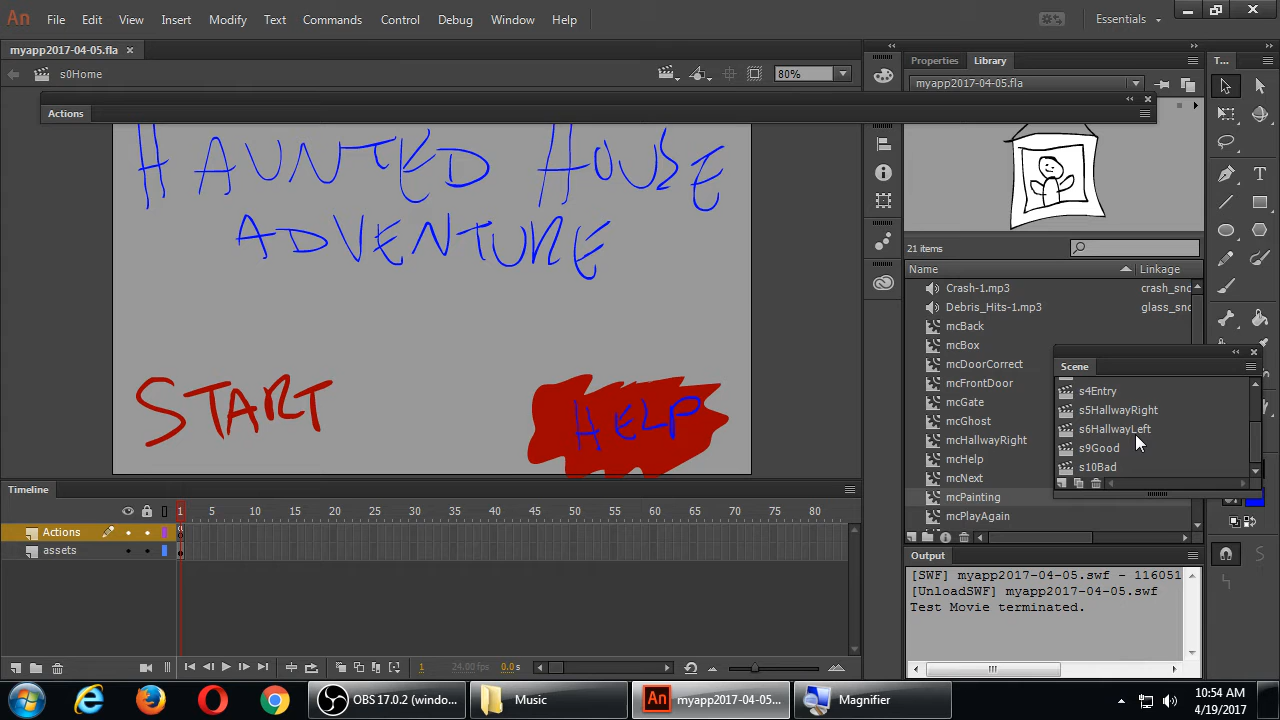 An File Edit View Insert Modify Text Commands Control Debug Window Help Essentials
myapp2017-04-05.fla
s0Home 80%
Actions
HAUNTED HOUSE
ADVENTURE
START
HELP
Properties Library T...
myapp2017-04-05.fla
21 items
Name Linkage
Crash-1.mp3 crash_snd
Debris_Hits-1.mp3 glass_snd
mcBack
mcBox
mcDoorCorrect
mcFrontDoor
mcGate
mcGhost
mcHallwayRight
mcHelp
mcNext
mcPainting
mcPlayAgain
Scene
s4Entry
s5HallwayRight
s6HallwayLeft
s9Good
s10Bad
Timeline
1 5 10 15 20 25 30 35 40 45 50 55 60 65 70 75 80
Actions
assets
1 24.00 fps 0.0s
Output
[SWF] myapp2017-04-05.swf - 116051
[UnloadSWF] myapp2017-04-05.swf
Test Movie terminated.
OBS 17.0.2 (windo...
Music
An myapp2017-04-05...
Magnifier
10:54 AM
4/19/2017